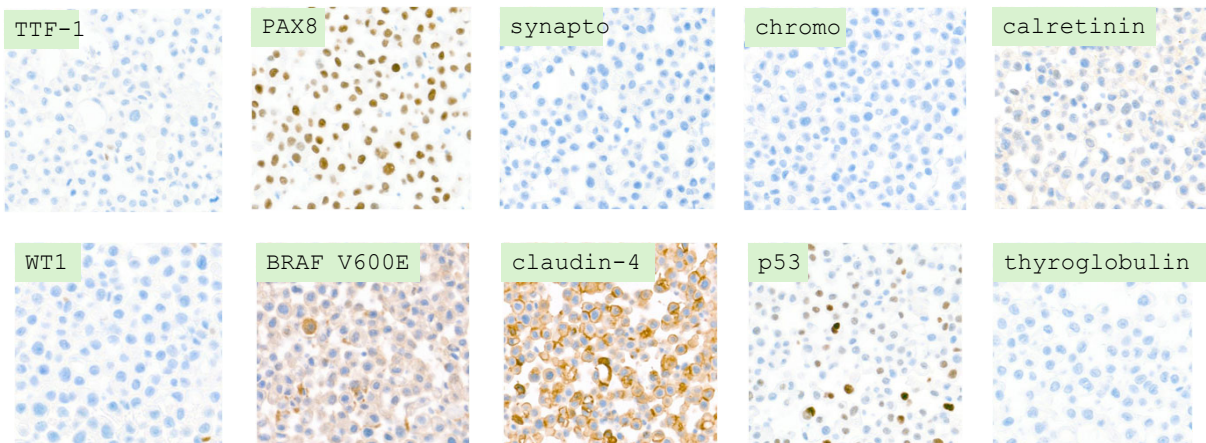 TTF-1
PAX8
synapto
chromo
calretinin
WT1
BRAF V600E
claudin-4
p53
thyroglobulin